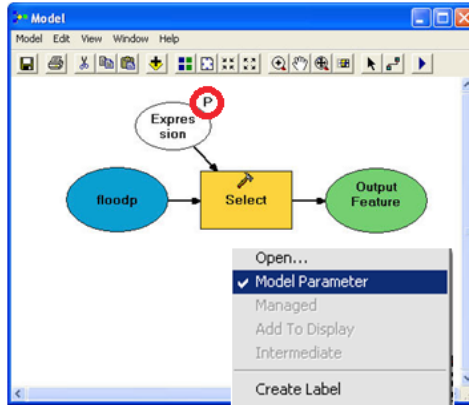 Model
Model Edit View Window Help
P
Expres
sion
floodp
Select
Output
Feature
Open...
Model Parameter
Managed
Add To Display
Intermediate
Create Label